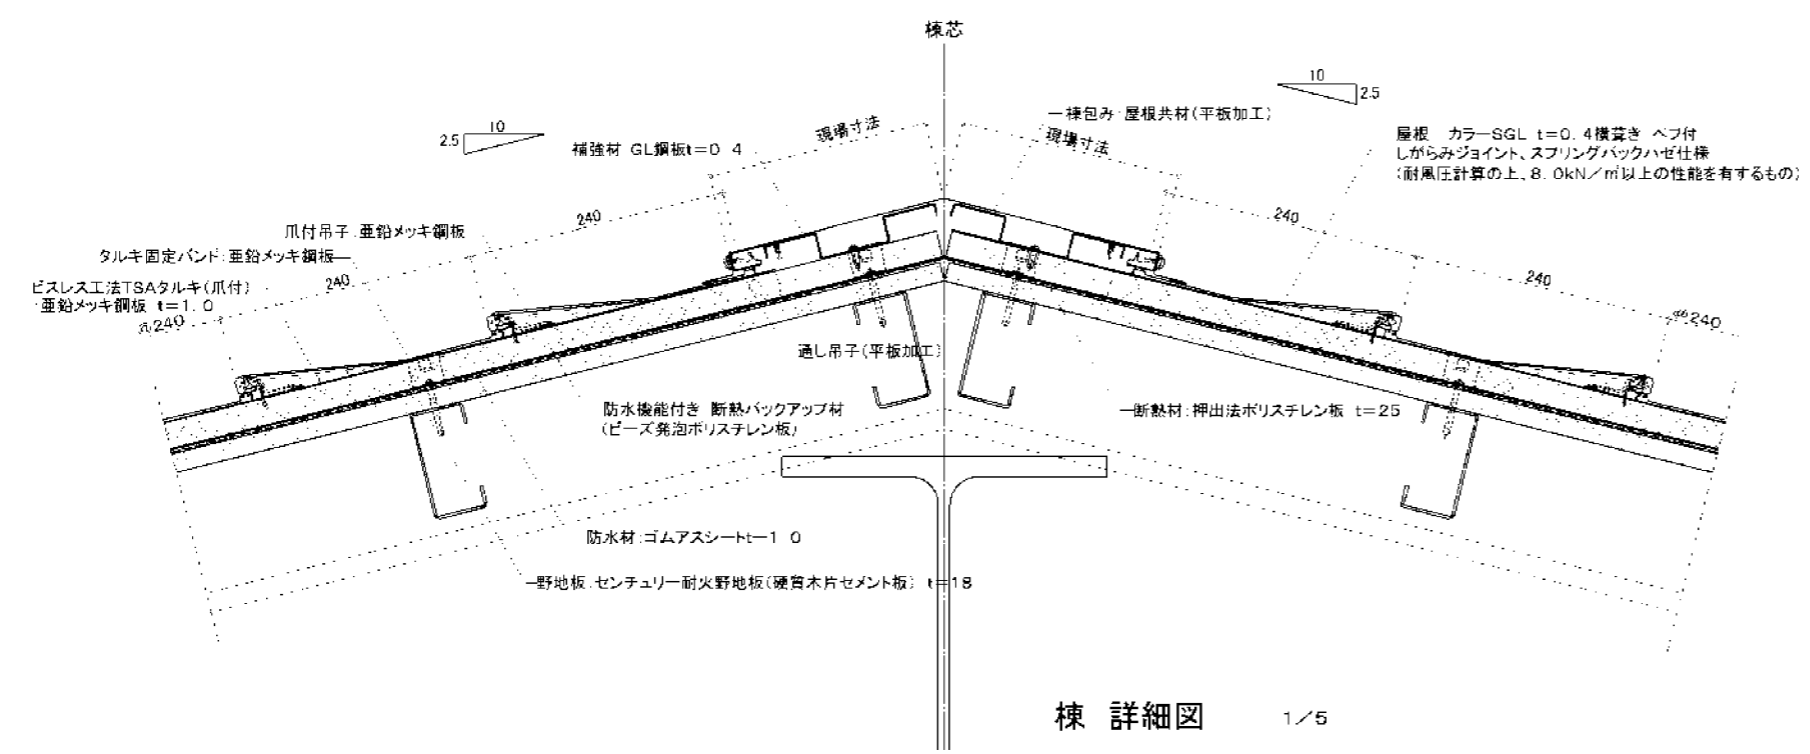 棟芯
10
2.5
10
2.5
現場寸法
現場寸法
棟包み:屋根共材(平板加工)
補強材 GL鋼板t=0.4
屋根 カラーSGL t=0.4横葺き ペフ付
しがらみジョイント、スプリングバックハゼ仕様
(耐風圧計算の上、8.0kN/㎡以上の性能を有するもの)
240
240
爪付吊子:亜鉛メッキ鋼板
タルキ固定バンド:亜鉛メッキ鋼板
240
240
ビスレス工法TSAタルキ(爪付)
:亜鉛メッキ鋼板 t=1.0
240
240
通し吊子(平板加工)
防水機能付き 断熱バックアップ材
(ビーズ発泡ポリスチレン板)
断熱材:押出法ポリスチレン板 t=25
防水材:ゴムアスシートt=1.0
野地板:センチュリー耐火野地板(硬質木片セメント板) t=18
棟 詳細図 1/5